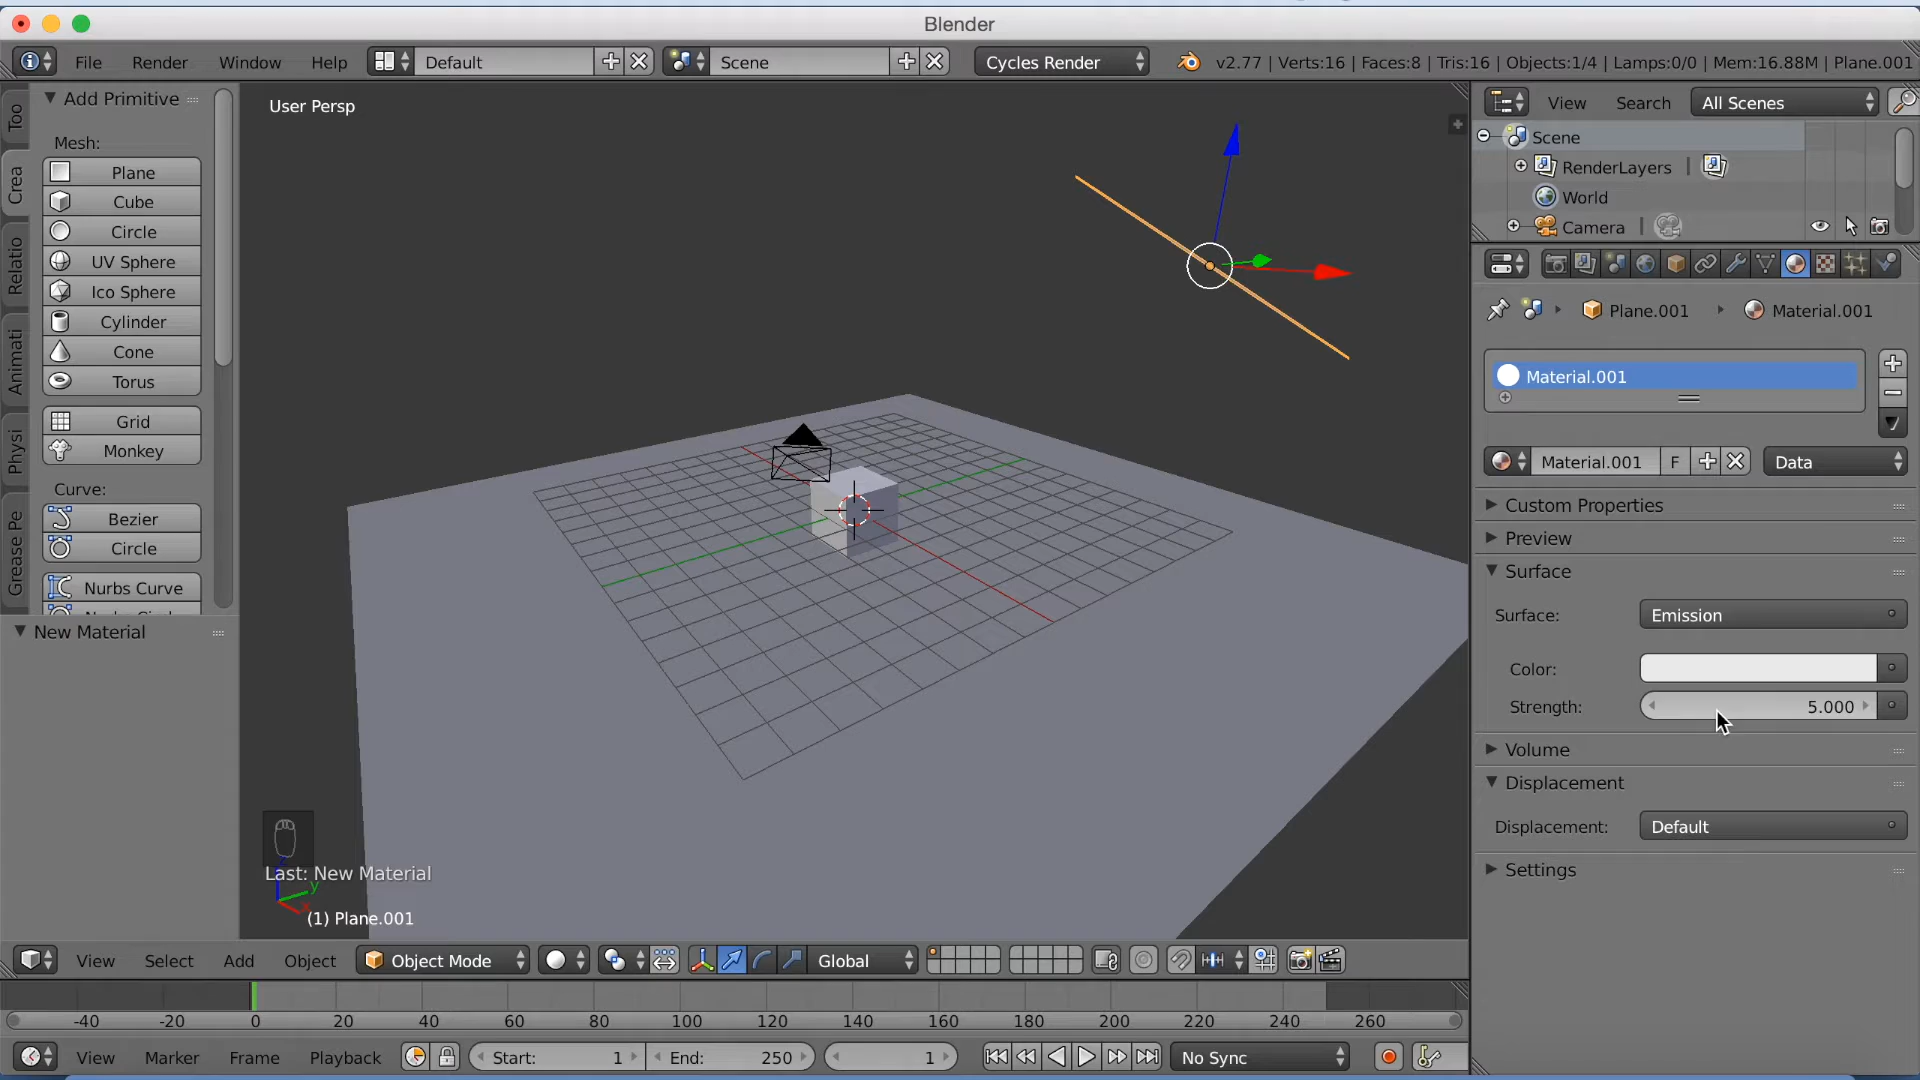 Blender
File Render Window Help Default Scene Cycles Render v2.77 | Verts:16 | Faces:8 | Tris:16 | Objects:1/4 | Lamps:0/0 | Mem:16.88M | Plane.001
Too
Crea
Relatio
Animati
Physi
Grease Pe
Add Primitive
Mesh:
Plane
Cube
Circle
UV Sphere
Ico Sphere
Cylinder
Cone
Torus
Grid
Monkey
Curve:
Bezier
Circle
Nurbs Curve
New Material
User Persp
Last: New Material
y
(1) Plane.001
View Search All Scenes
Scene
RenderLayers |
World
Camera |
Plane.001 Material.001
Material.001
Material.001 F Data
Custom Properties
Preview
Surface
Surface: Emission
Color:
Strength: 5.000
Volume
Displacement
Displacement: Default
Settings
View Select Add Object Object Mode Global
-40 -20 0 20 40 60 80 100 120 140 160 180 200 220 240 260
View Marker Frame Playback Start: 1 End: 250 1 No Sync